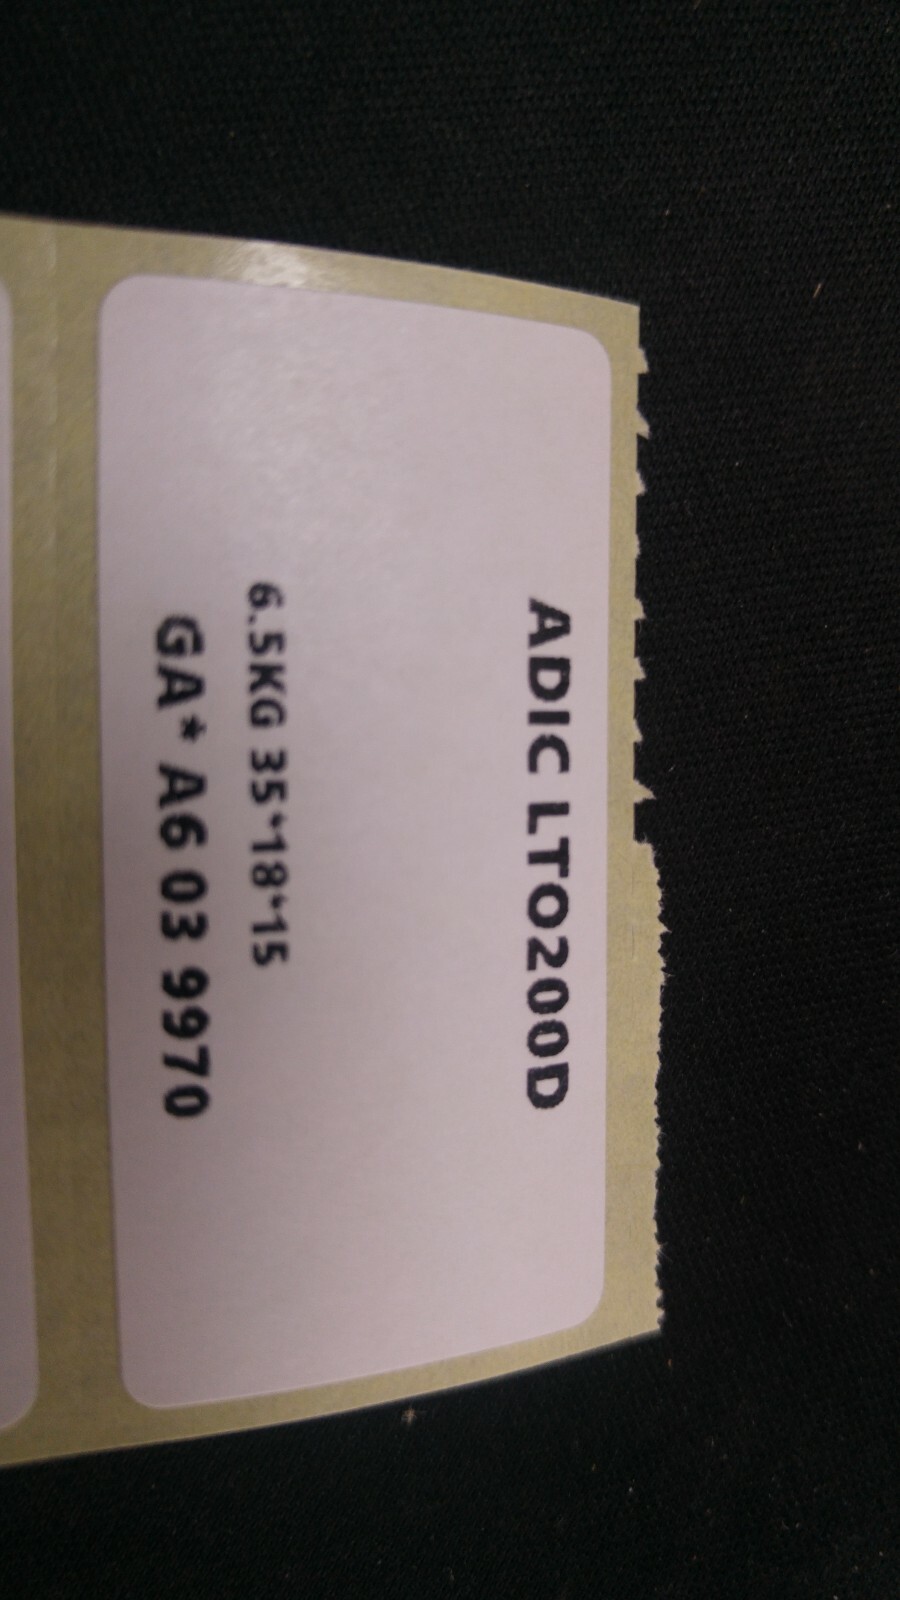 ADIC LTO200D
6.5KG 35*18*15
GA* A6 03 9970